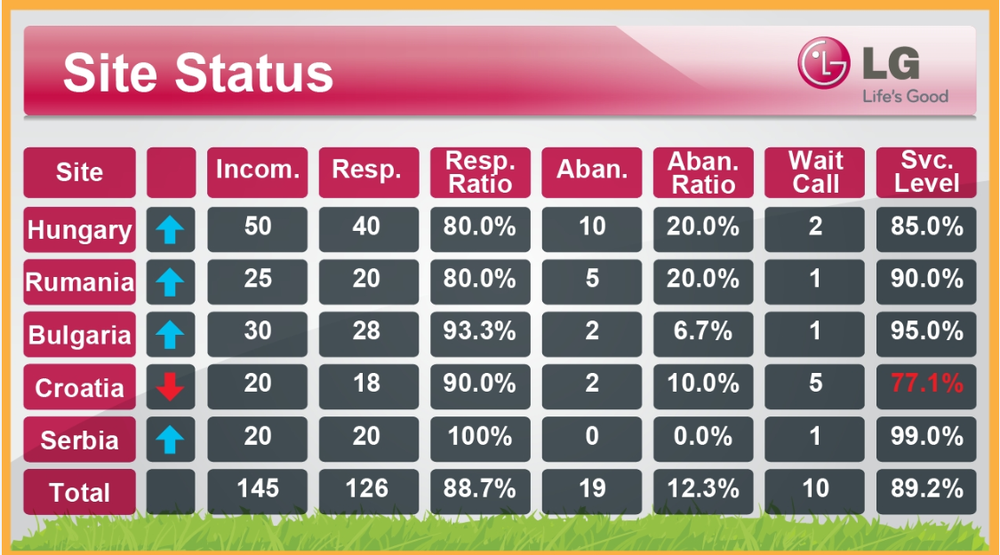 Site Status
LG
Life's Good
Site Incom. Resp. Resp. Ratio Aban. Aban. Ratio Wait Call Svc. Level
Hungary 50 40 80.0% 10 20.0% 2 85.0%
Rumania 25 20 80.0% 5 20.0% 1 90.0%
Bulgaria 30 28 93.3% 2 6.7% 1 95.0%
Croatia 20 18 90.0% 2 10.0% 5 77.1%
Serbia 20 20 100% 0 0.0% 1 99.0%
Total 145 126 88.7% 19 12.3% 10 89.2%